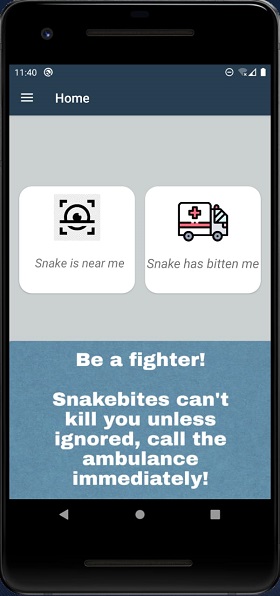 11:40
Home
Snake is near me
Snake has bitten me
Be a fighter!
Snakebites can't
kill you unless
ignored, call the
ambulance
immediately!